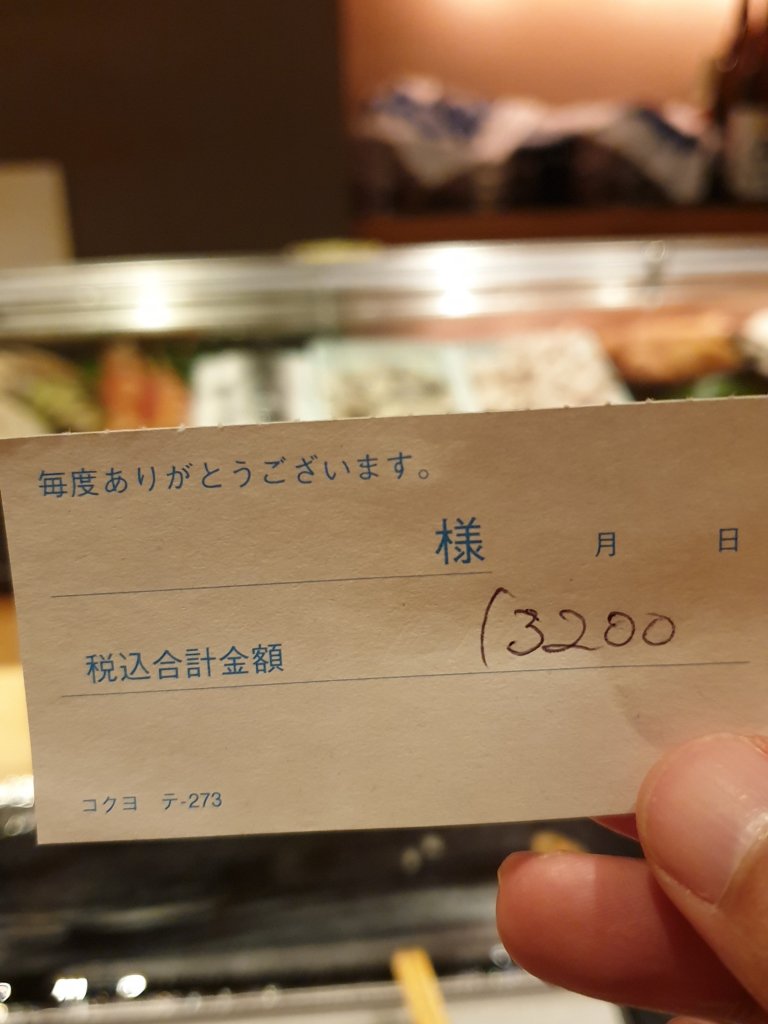 毎度ありがとうございます。
様 月 日
税込合計金額 13200
コクヨ テ-273